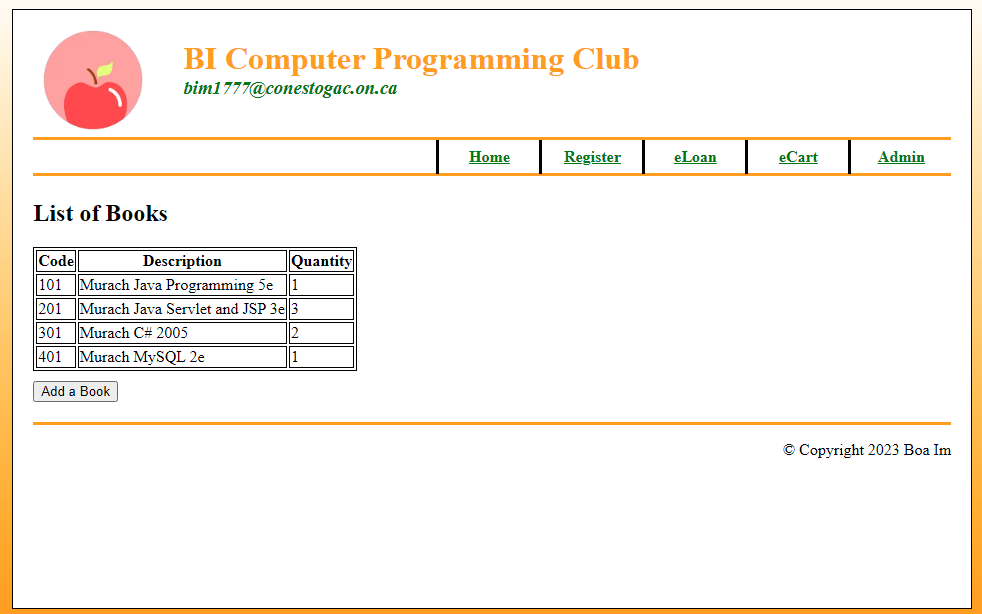 BI Computer Programming Club
bim1777@conestogac.on.ca
Home Register eLoan eCart Admin
List of Books
Code Description Quantity
101 Murach Java Programming 5e 1
201 Murach Java Servlet and JSP 3e 3
301 Murach C# 2005 2
401 Murach MySQL 2e 1
Add a Book
© Copyright 2023 Boa Im